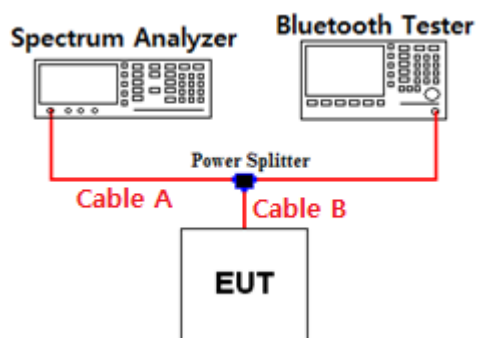 Spectrum Analyzer
Bluetooth Tester
Power Splitter
Cable A
Cable B
EUT